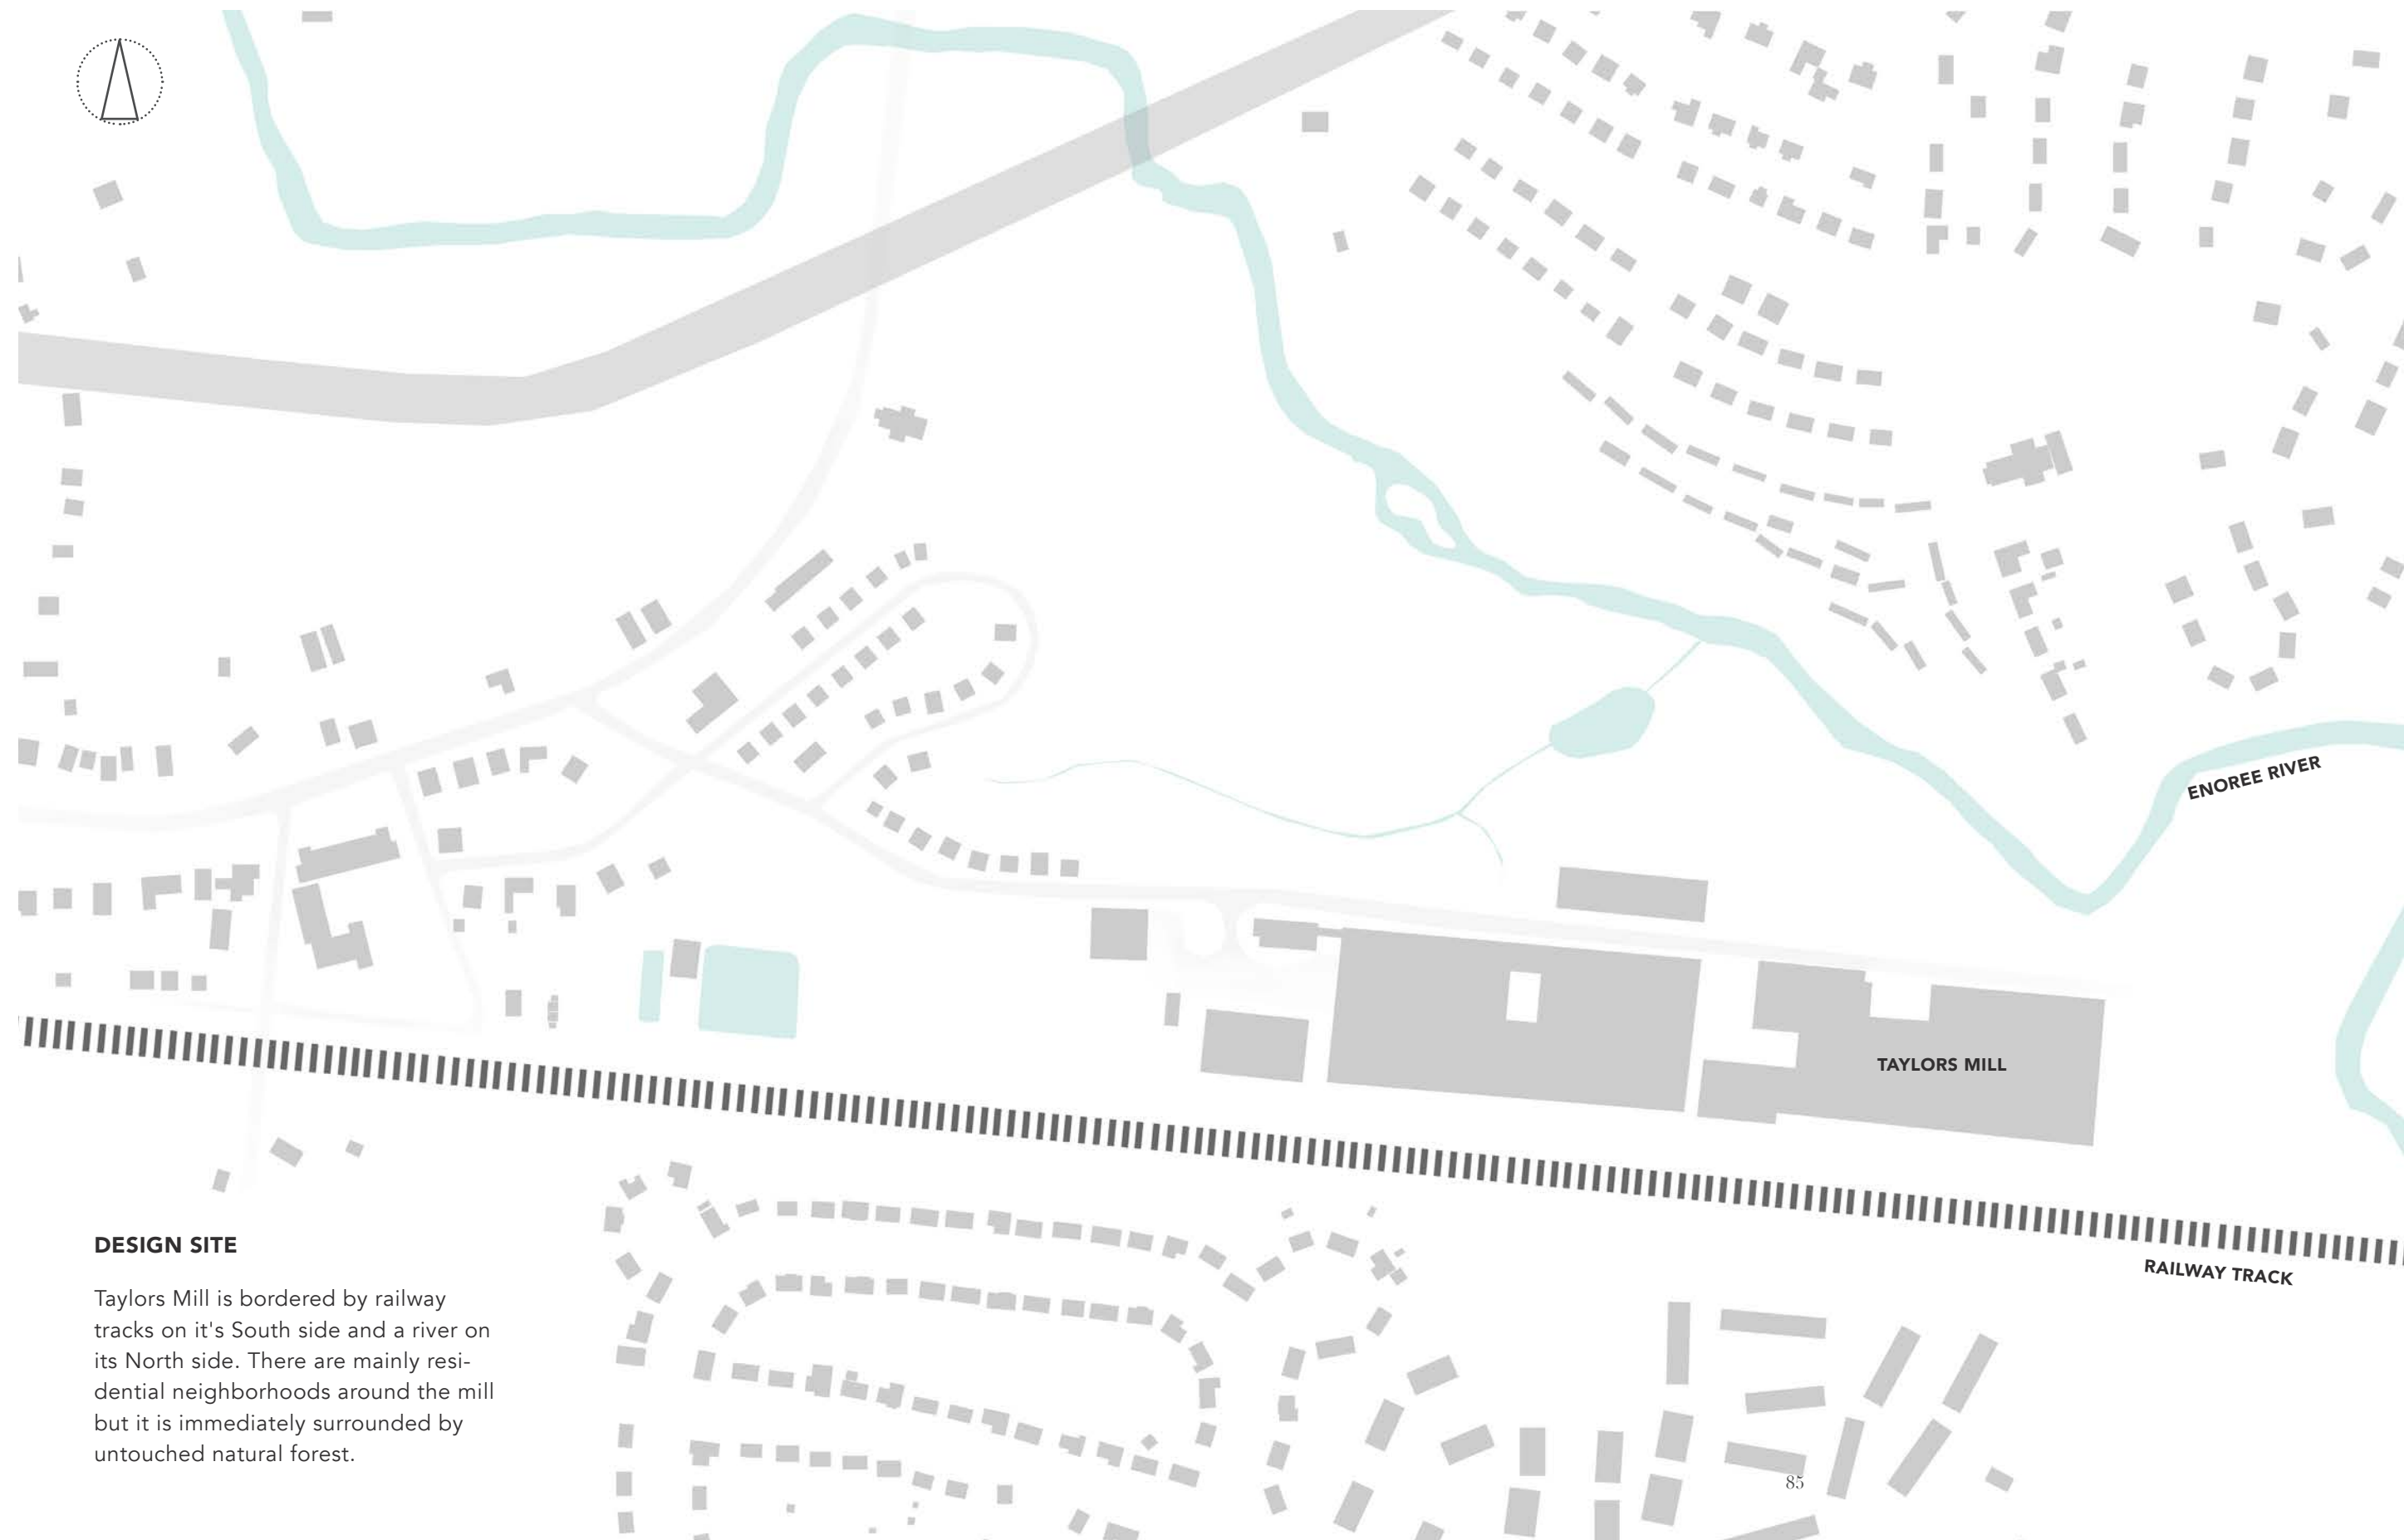 ENOREE RIVER
TAYLORS MILL
RAILWAY TRACK
DESIGN SITE
Taylors Mill is bordered by railway
tracks on it's South side and a river on
its North side. There are mainly resi-
dential neighborhoods around the mill
but it is immediately surrounded by
untouched natural forest.
85